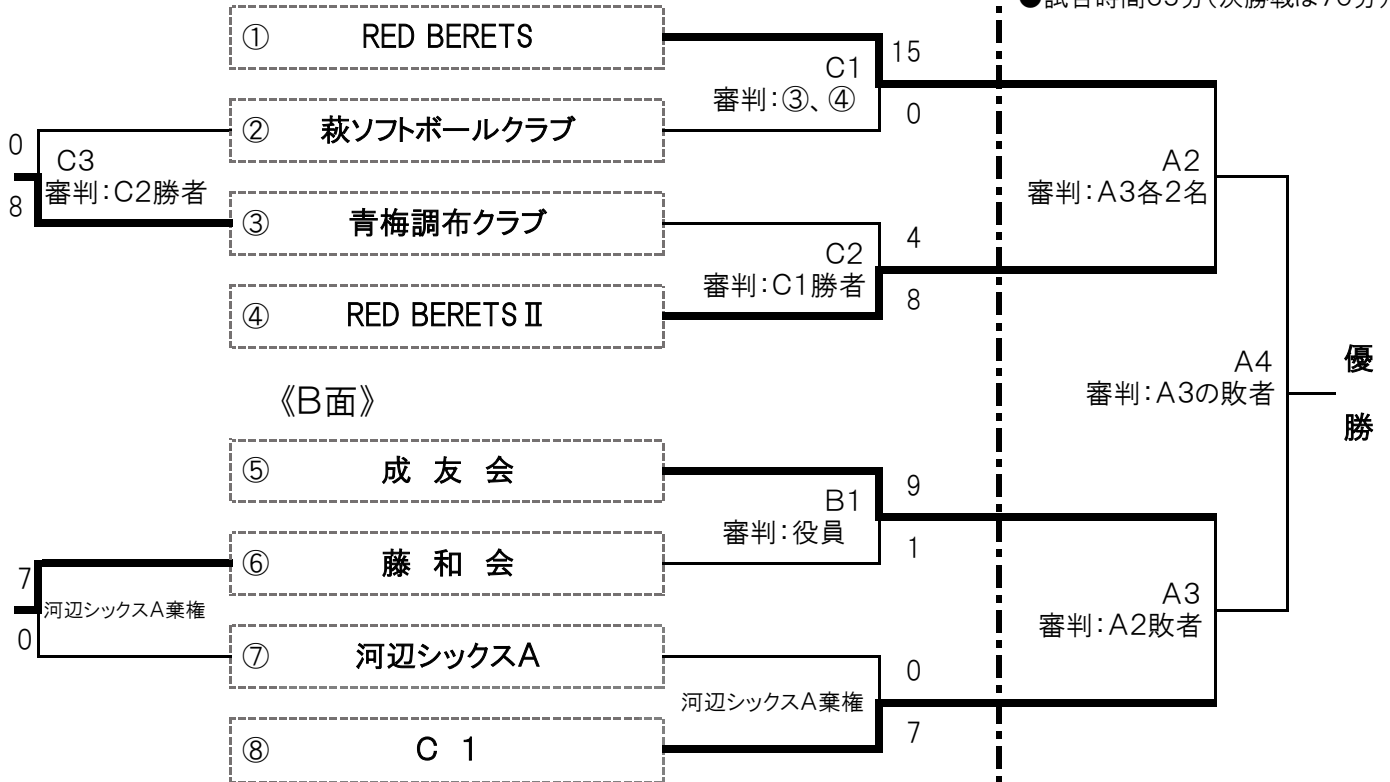 ●試合時間65分(決勝戦は70分)
① RED BERETS
C1
審判:③、④
15
0
② 萩ソフトボールクラブ
0
C3
審判:C2勝者
8
③ 青梅調布クラブ
C2
審判:C1勝者
4
8
④ RED BERETSⅡ
A2
審判:A3各2名
A4
審判:A3の敗者
優
勝
《B面》
⑤ 成 友 会
B1
審判:役員
9
1
⑥ 藤 和 会
7
河辺シックスA棄権
0
⑦ 河辺シックスA
河辺シックスA棄権
0
7
⑧ C 1
A3
審判:A2敗者